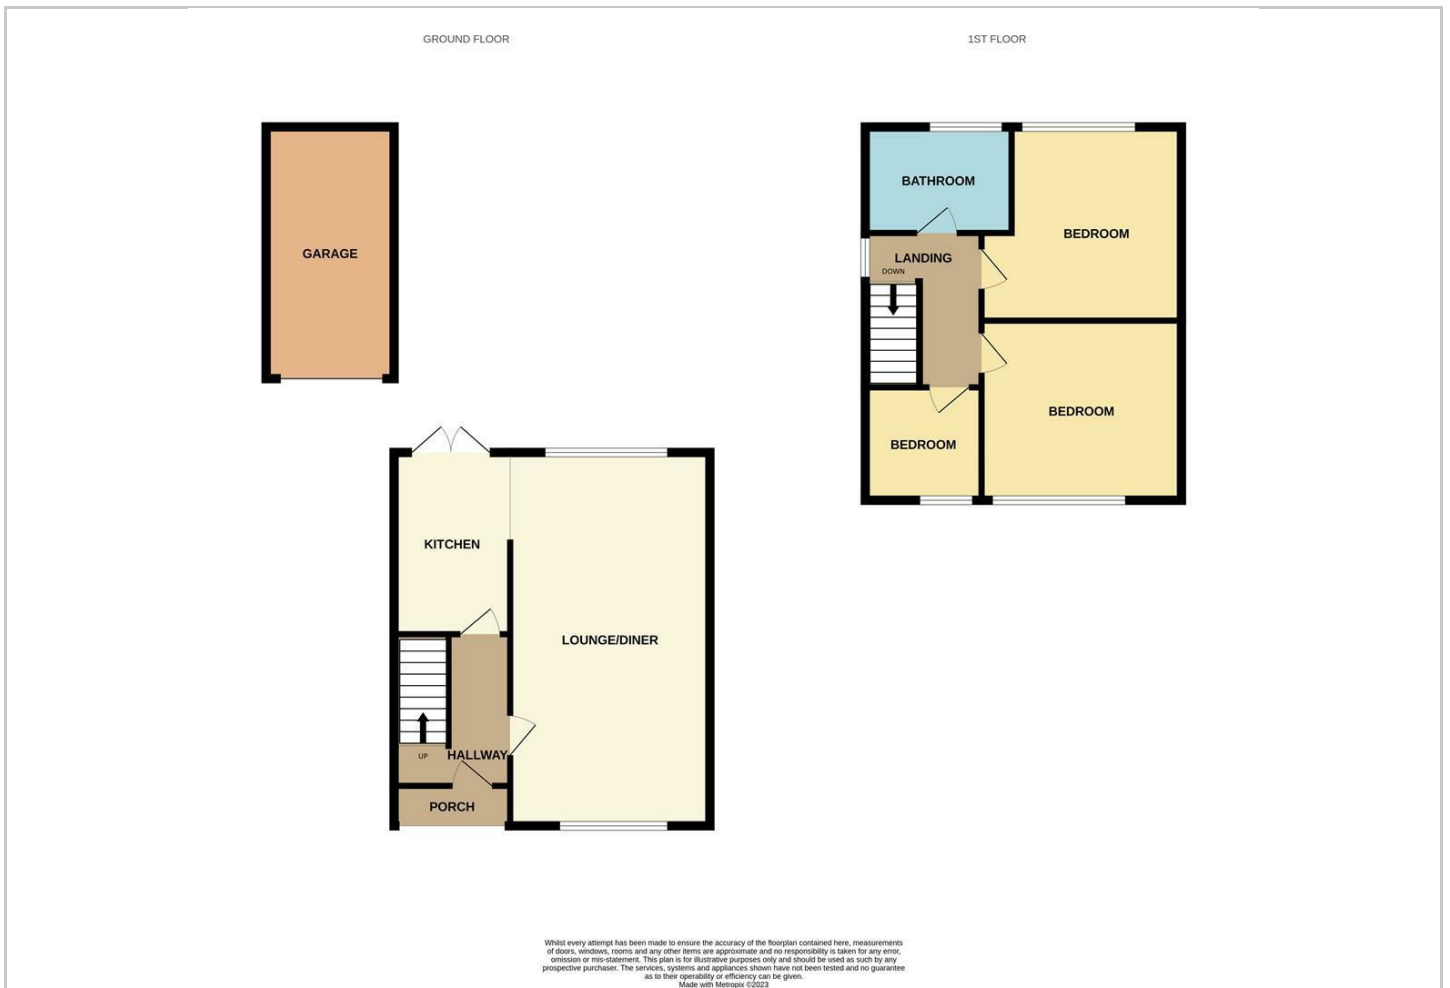 GROUND FLOOR
GARAGE
KITCHEN
LOUNGE/DINER
UP
HALLWAY
PORCH
1ST FLOOR
BATHROOM
BEDROOM
LANDING
DOWN
BEDROOM
BEDROOM
Whilst every attempt has been made to ensure the accuracy of the floorplan contained here, measurements
of doors, windows, rooms and any other items are approximate and no responsibility is taken for any error,
omission or mis-statement. This plan is for illustrative purposes only and should be used as such by any
prospective purchaser. The services, systems and appliances shown have not been tested and no guarantee
as to their operability or efficiency can be given.
Made with Metropix ©2023